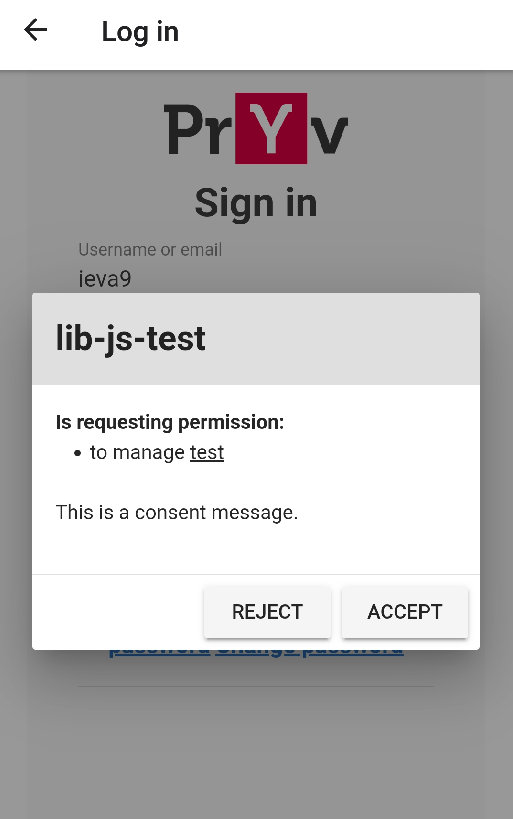 Log in
PrYv
Sign in
Username or email
ieva9
lib-js-test
Is requesting permission:
• to manage test
This is a consent message.
REJECT ACCEPT
password Change password